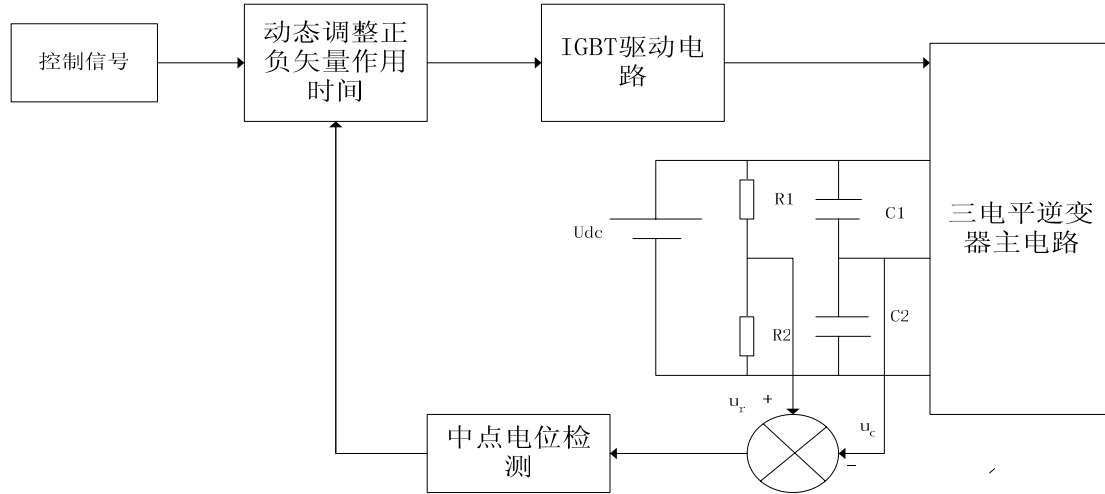 控制信号
动态调整正
负矢量作用
时间
IGBT驱动电
路
三电平逆变
器主电路
Udc
R1
C1
R2
C2
u_r +
u_c
−
中点电位检
测